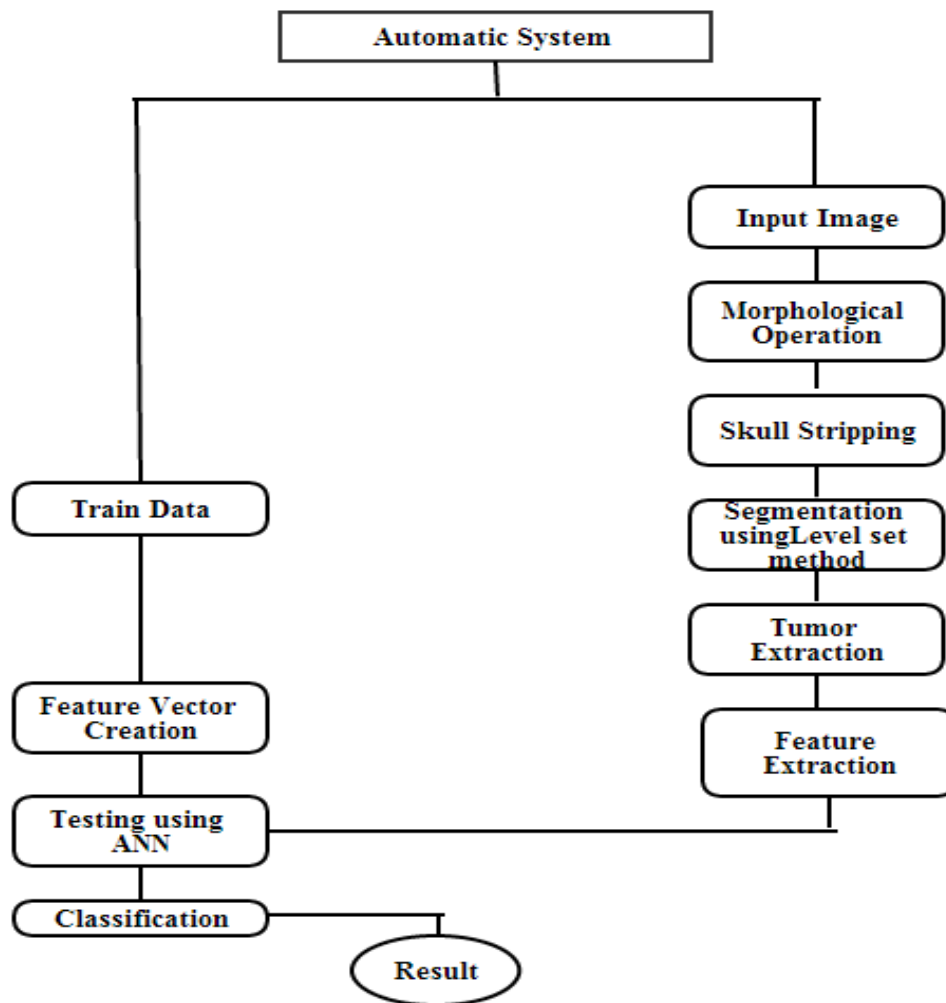 Automatic System
Input Image
Morphological
Operation
Skull Stripping
Train Data
Segmentation
usingLevel set
method
Tumor
Extraction
Feature Vector
Creation
Feature
Extraction
Testing using
ANN
Classification
Result